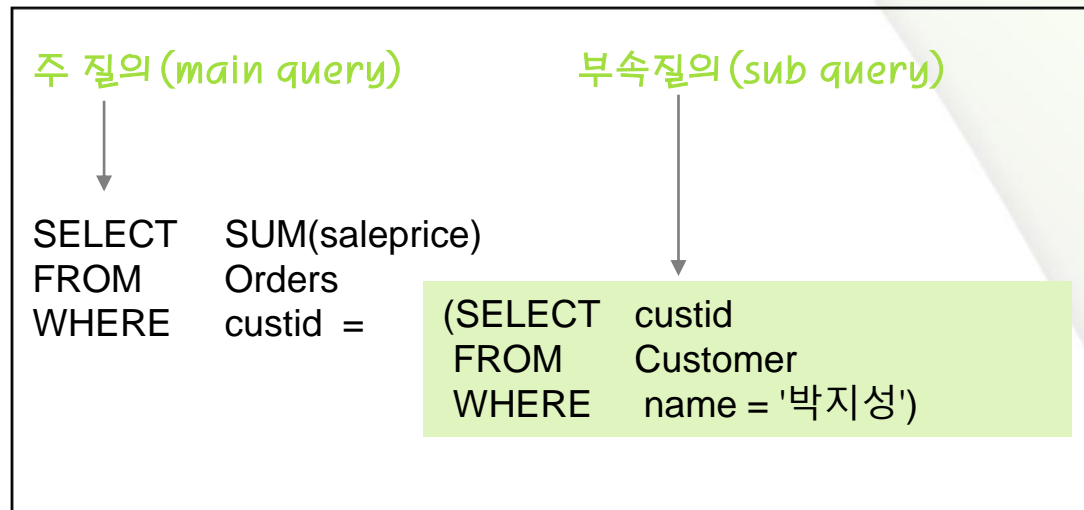 주 질의(main query) 부속질의(sub query)
SELECT SUM(saleprice)
FROM Orders
WHERE custid =
(SELECT custid
FROM Customer
WHERE name = '박지성')